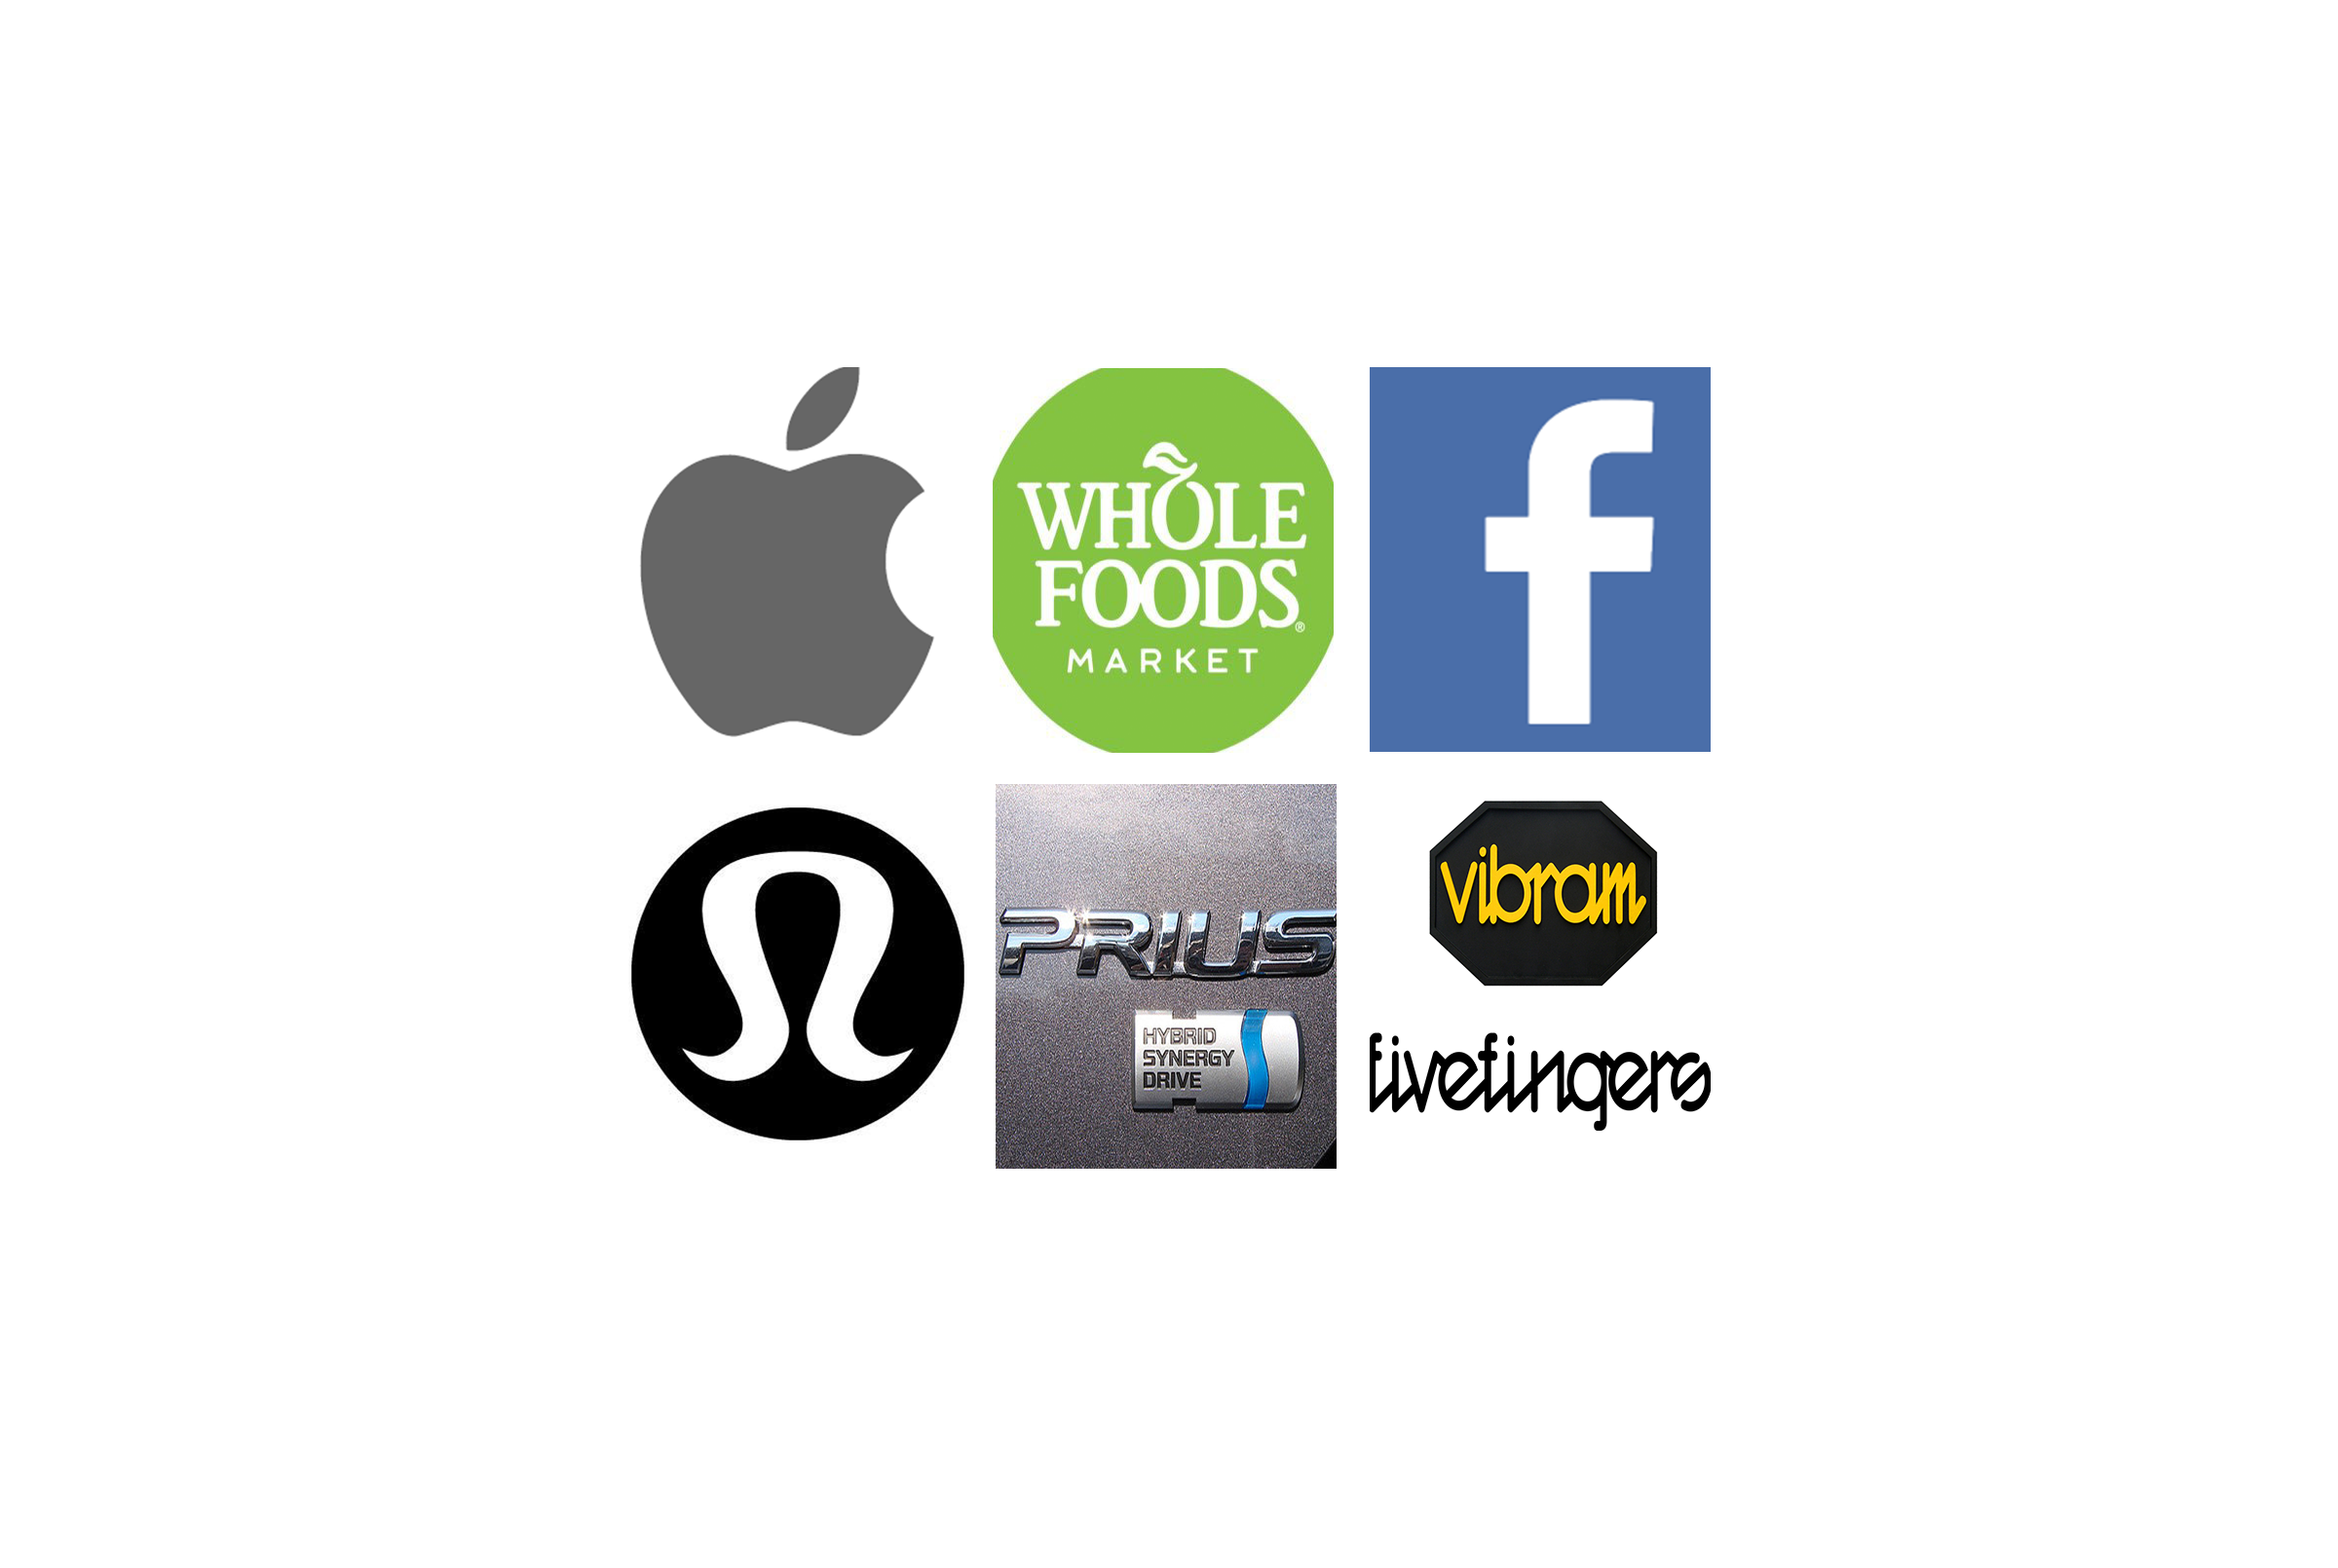 WHOLE
FOODS®
MARKET
f
PRIUS
HYBRID
SYNERGY
DRIVE
vibram
fivefingers